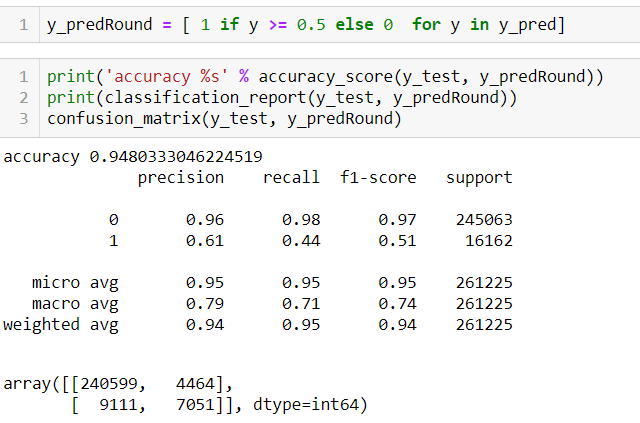 1 y_predRound = [ 1 if y >= 0.5 else 0  for y in y_pred]
1 print('accuracy %s' % accuracy_score(y_test, y_predRound))
2 print(classification_report(y_test, y_predRound))
3 confusion_matrix(y_test, y_predRound)
accuracy 0.9480333046224519
precision    recall  f1-score   support
0       0.96      0.98      0.97    245063
1       0.61      0.44      0.51     16162
micro avg       0.95      0.95      0.95    261225
macro avg       0.79      0.71      0.74    261225
weighted avg       0.94      0.95      0.94    261225
array([[240599,   4464],
[  9111,   7051]], dtype=int64)